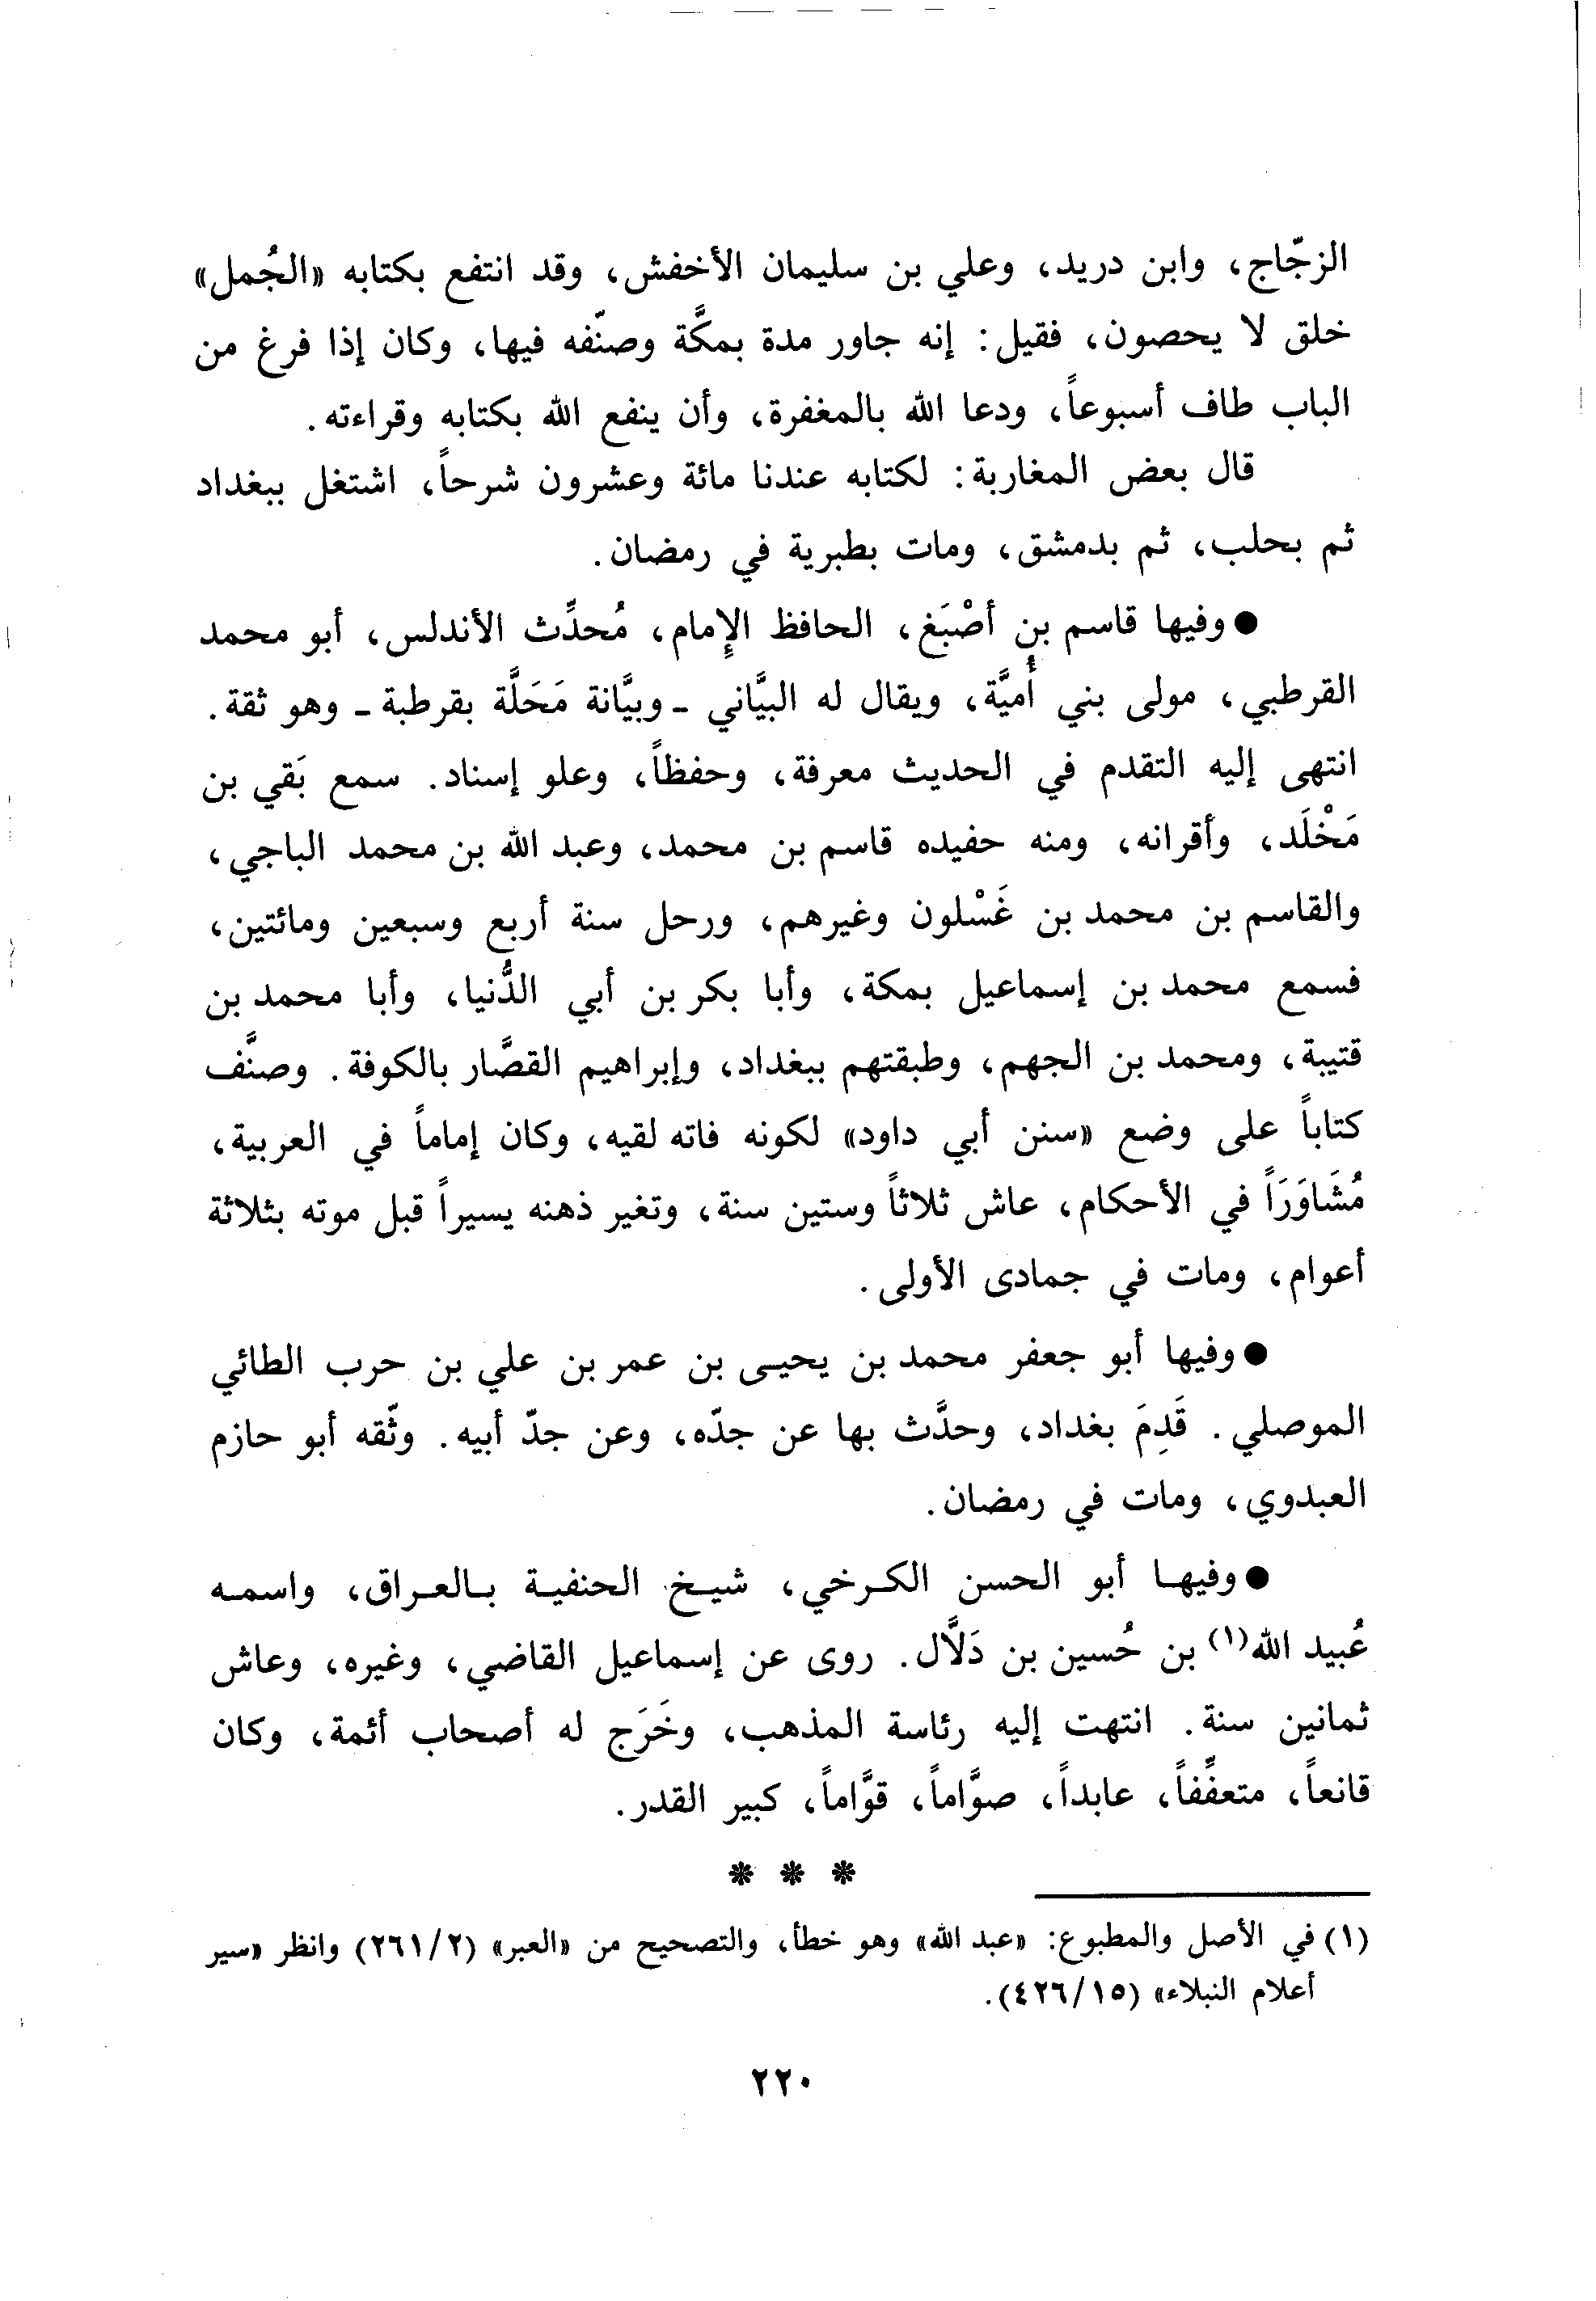 الزجّاج، وابن دريد، وعلي بن سليمان الأخفش، وقد انتفع بكتابه «الجُمل»
خلق لا يحصون، فقيل: إنه جاور مدة بمكَّة وصنّفه فيها، وكان إذا فرغ من
الباب طاف أسبوعاً، ودعا الله بالمغفرة، وأن ينفع الله بكتابه وقراءته.
قال بعض المغاربة: لكتابه عندنا مائة وعشرون شرحاً، اشتغل ببغداد
ثم بحلب، ثم بدمشق، ومات بطبرية في رمضان.
● وفيها قاسم بن أصْبَغ، الحافظ الإِمام، مُحدِّث الأندلس، أبو محمد
القرطبي، مولى بني أُميَّة، ويقال له البيَّاني ـ وبيَّانة مَحَلَّة بقرطبة ـ وهو ثقة.
انتهى إليه التقدم في الحديث معرفة، وحفظاً، وعلو إسناد. سمع بَقي بن
مَخْلَد، وأقرانه، ومنه حفيده قاسم بن محمد، وعبد الله بن محمد الباجي،
والقاسم بن محمد بن غَسْلون وغيرهم، ورحل سنة أربع وسبعين ومائتين،
فسمع محمد بن إسماعيل بمكة، وأبا بكر بن أبي الدُّنيا، وأبا محمد بن
قتيبة، ومحمد بن الجهم، وطبقتهم ببغداد، وإبراهيم القصَّار بالكوفة. وصنَّف
كتاباً على وضع «سنن أبي داود» لكونه فاته لقيه، وكان إماماً في العربية،
مُشَاوَرَاً في الأحكام، عاش ثلاثاً وستين سنة، وتغير ذهنه يسيراً قبل موته بثلاثة
أعوام، ومات في جمادى الأولى.
● وفيها أبو جعفر محمد بن يحيى بن عمر بن علي بن حرب الطائي
الموصلي. قَدِمَ بغداد، وحدَّث بها عن جدّه، وعن جدّ أبيه. وثّقه أبو حازم
العبدوي، ومات في رمضان.
● وفيها أبو الحسن الكرخي، شيخ الحنفية بالعراق، واسمه
عُبيد الله(١) بن حُسين بن دَلَّال. روى عن إسماعيل القاضي، وغيره، وعاش
ثمانين سنة. انتهت إليه رئاسة المذهب، وخَرَج له أصحاب أئمة، وكان
قانعاً، متعفِّفاً، عابداً، صوَّاماً، قوَّاماً، كبير القدر.
* * *
(١) في الأصل والمطبوع: «عبد الله» وهو خطأ، والتصحيح من «العبر» (٢٦١/٢) وانظر «سير
أعلام النبلاء» (٤٢٦/١٥).
٢٢٠